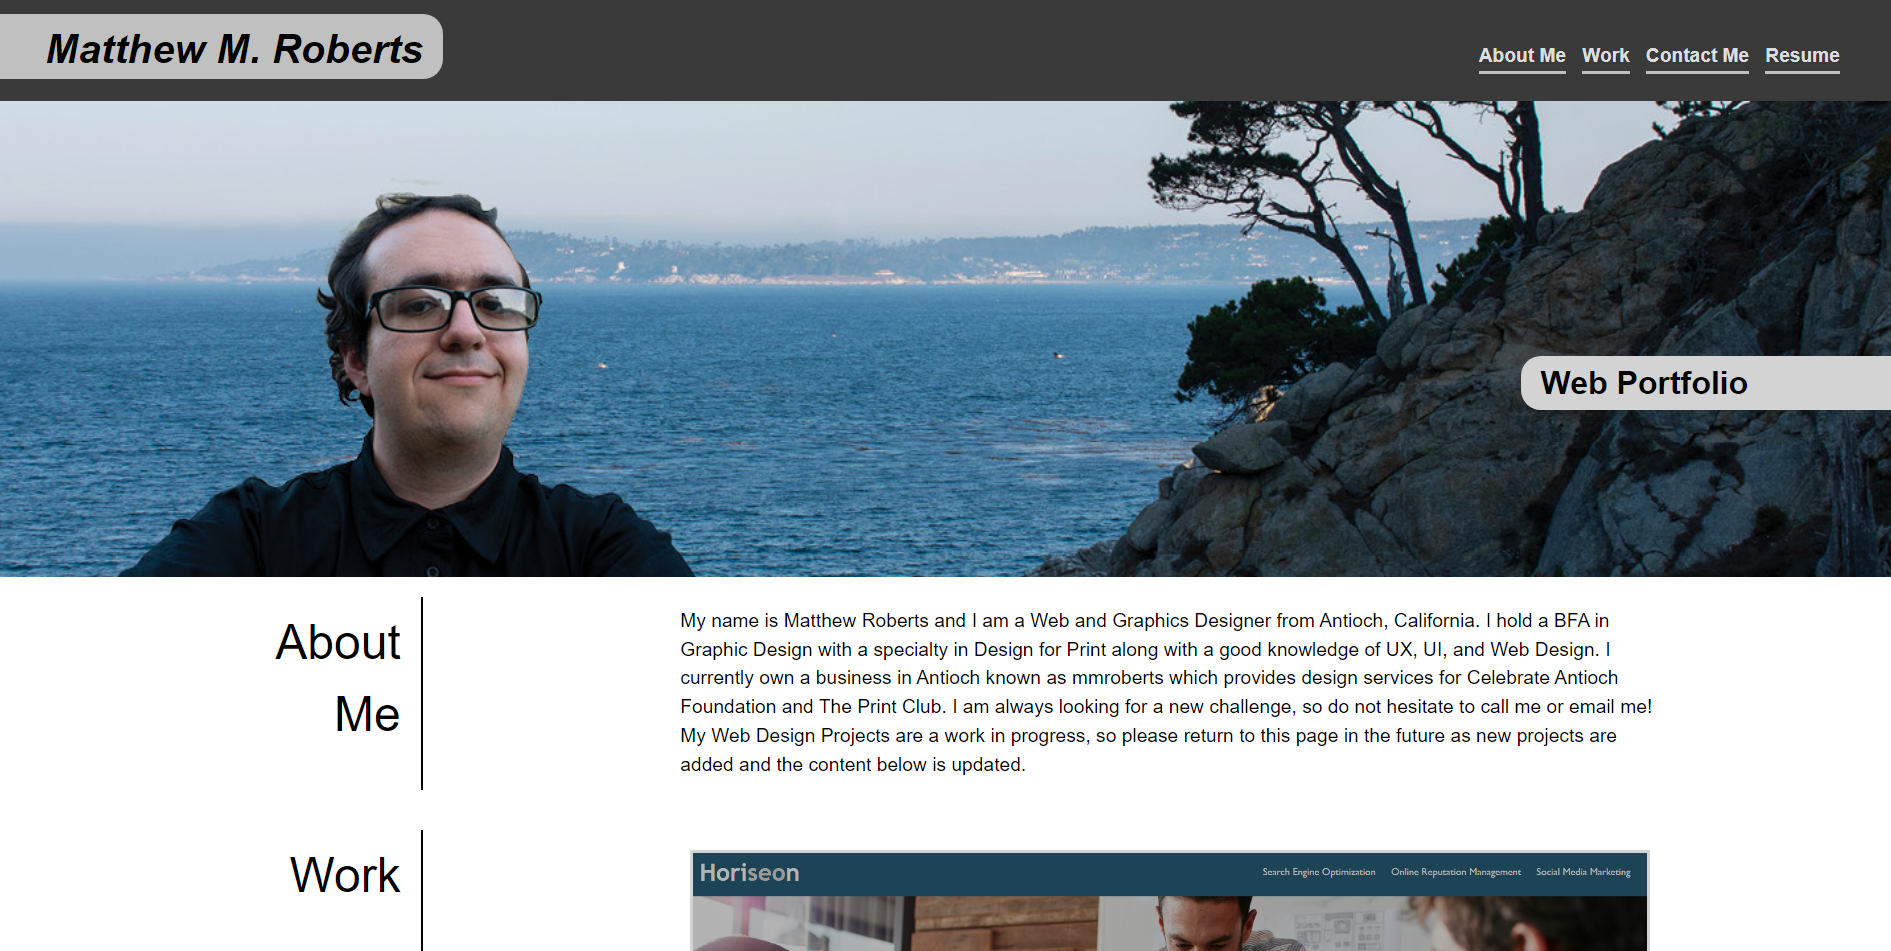 Matthew M. Roberts
About Me Work Contact Me Resume
Web Portfolio
About
Me
My name is Matthew Roberts and I am a Web and Graphics Designer from Antioch, California. I hold a BFA in
Graphic Design with a specialty in Design for Print along with a good knowledge of UX, UI, and Web Design. I
currently own a business in Antioch known as mmroberts which provides design services for Celebrate Antioch
Foundation and The Print Club. I am always looking for a new challenge, so do not hesitate to call me or email me!
My Web Design Projects are a work in progress, so please return to this page in the future as new projects are
added and the content below is updated.
Work
Horiseon
Search Engine Optimization Online Reputation Management Social Media Marketing